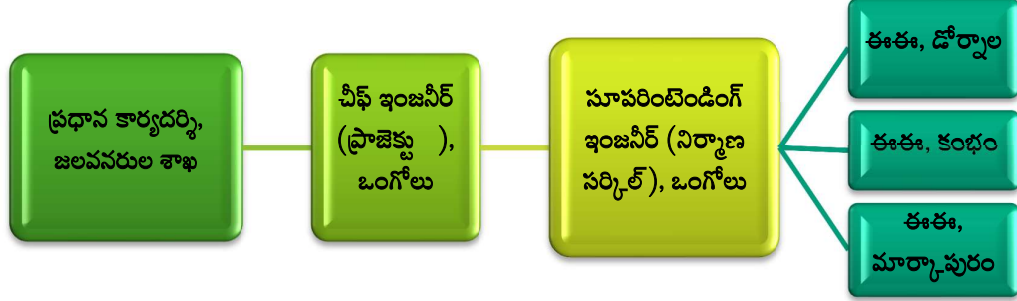 ప్రధాన కార్యదర్శి,
జలవనరుల శాఖ
చీఫ్ ఇంజనీర్
(ప్రాజెక్టు ),
ఒంగోలు
సూపరింటెండింగ్
ఇంజనీర్ (నిర్మాణ
సర్కిల్), ఒంగోలు
ఈఈ, డోర్నాల
ఈఈ, కంభం
ఈఈ,
మార్కాపురం